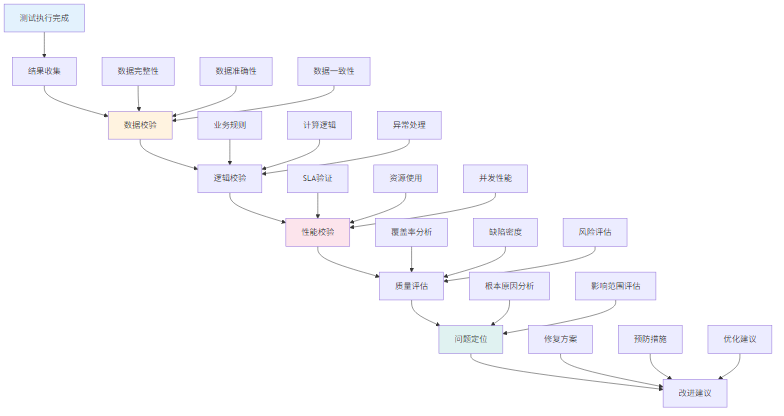 测试执行完成
结果收集
数据完整性
数据准确性
数据一致性
数据校验
业务规则
计算逻辑
异常处理
逻辑校验
SLA验证
资源使用
并发性能
性能校验
覆盖率分析
缺陷密度
风险评估
质量评估
根本原因分析
影响范围评估
问题定位
修复方案
预防措施
优化建议
改进建议